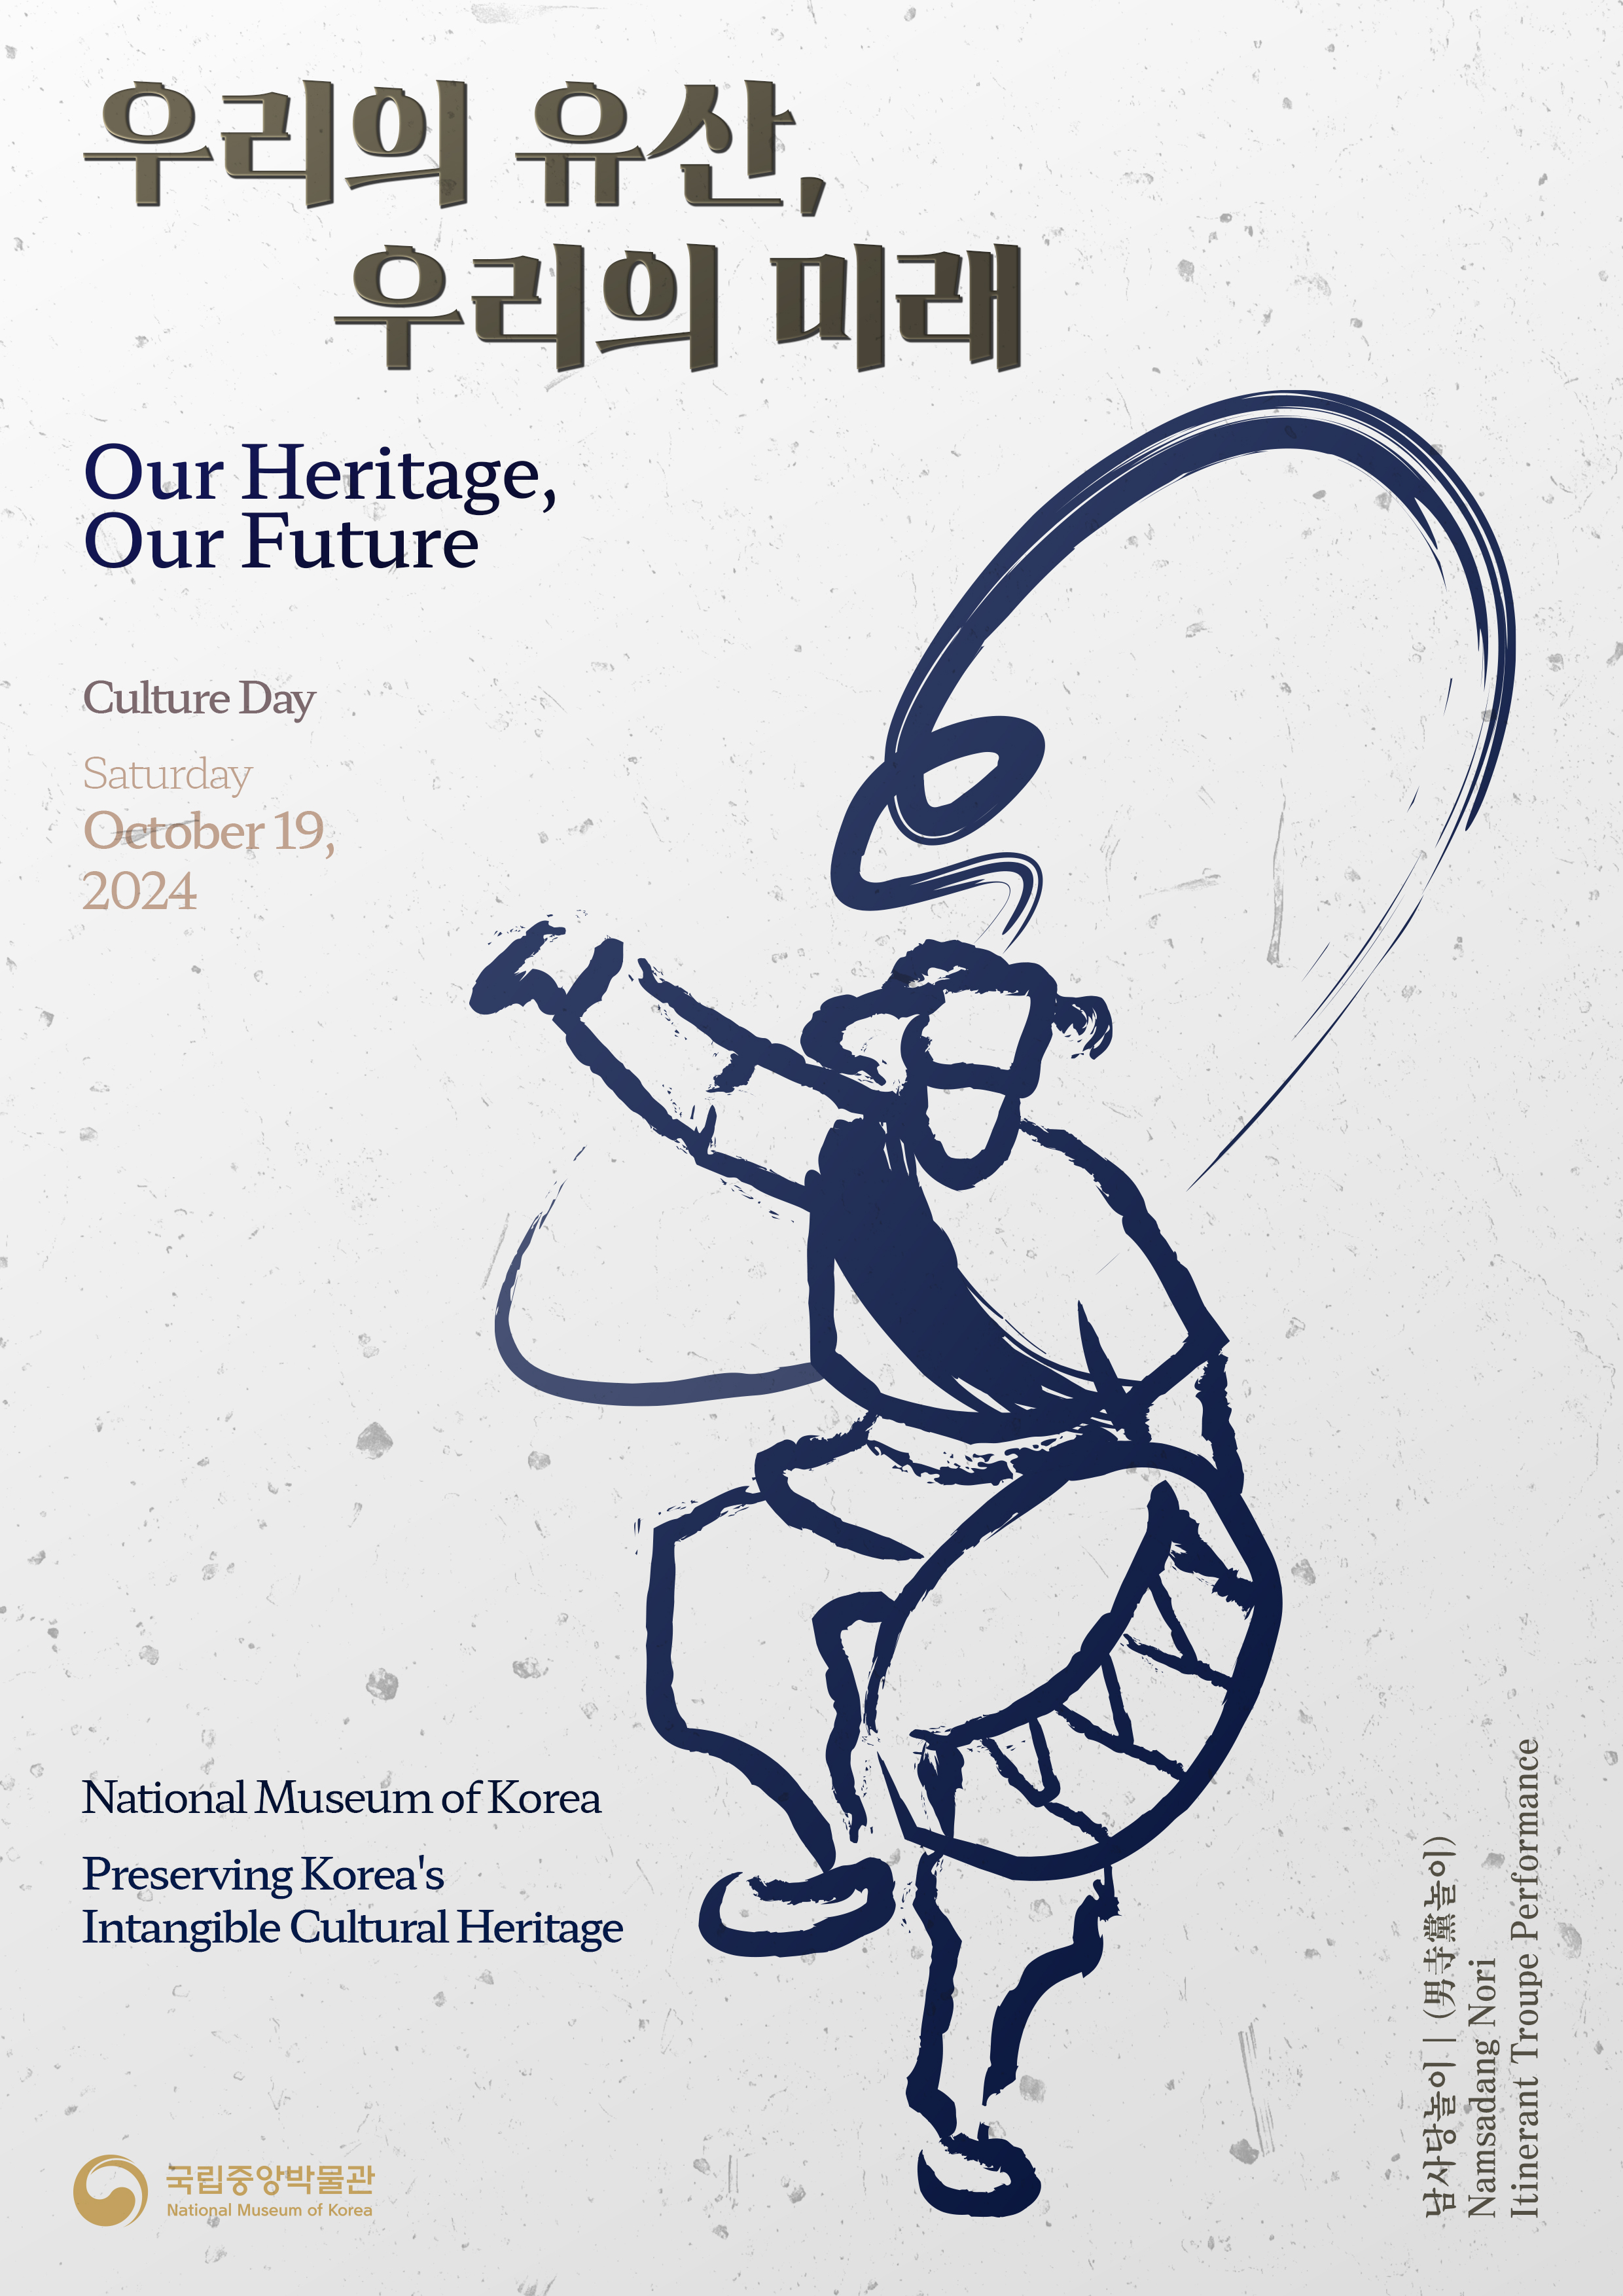 우리의 유산,
우리의 미래
Our Heritage,
Our Future
Culture Day
Saturday
October 19,
2024
National Museum of Korea
Preserving Korea's
Intangible Cultural Heritage
국립중앙박물관
National Museum of Korea
남사당놀이 | (男寺黨놀이)
Namsadang Nori
Itinerant Troupe Performance